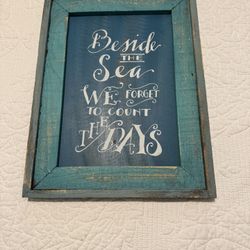 Beside
THE
Sea
WE FORGET
TO COUNT
THE DAYS